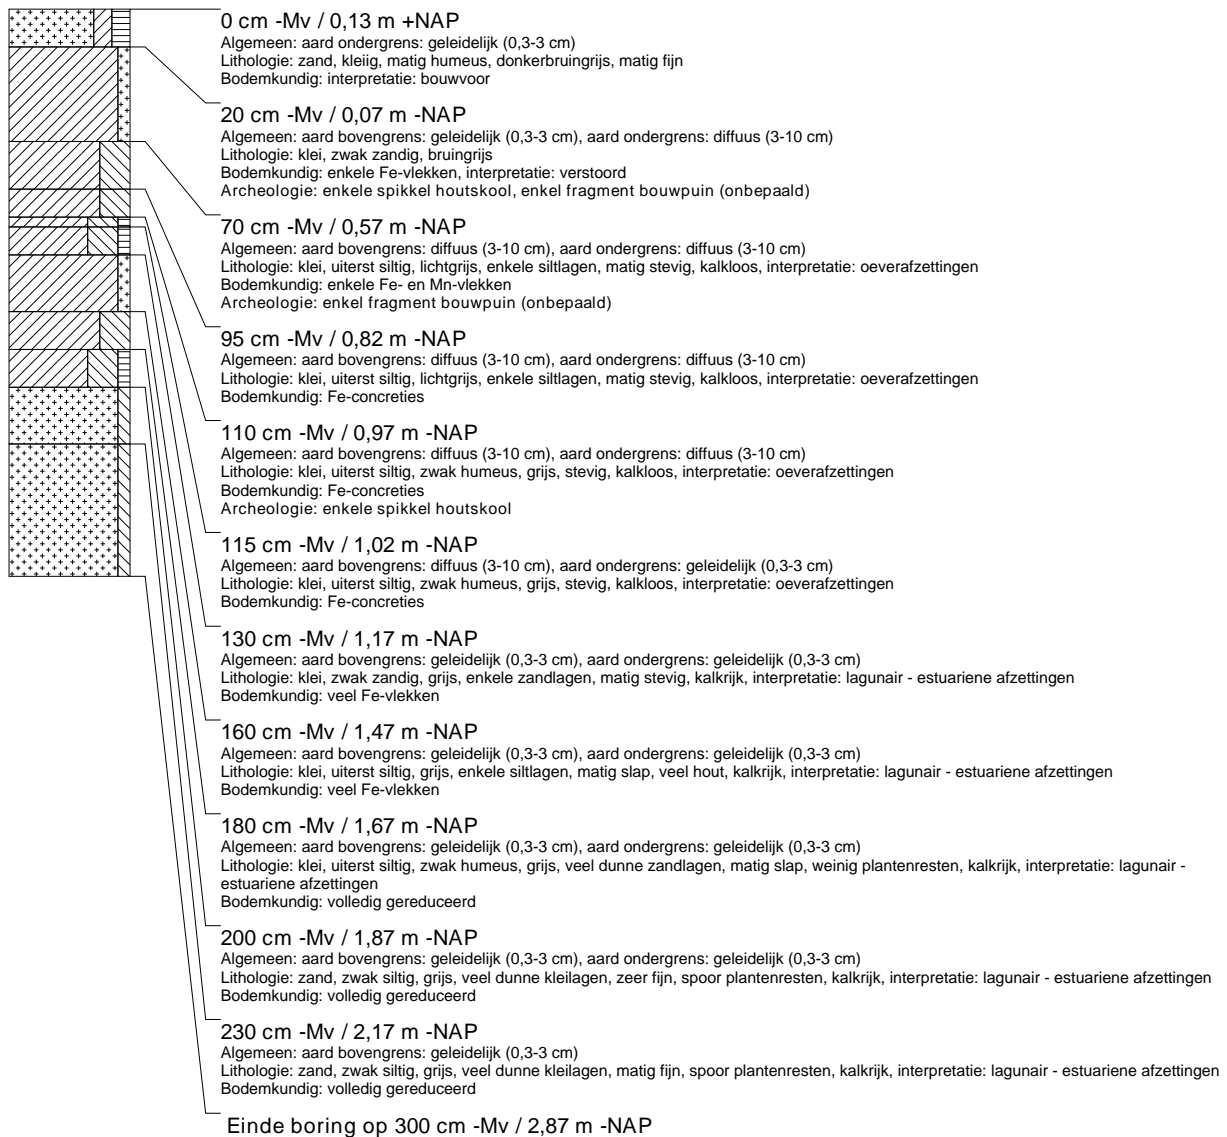 0 cm -Mv / 0,13 m +NAP
Algemeen: aard ondergrens: geleidelijk (0,3-3 cm)
Lithologie: zand, kleiig, matig humeus, donkerbruingrijs, matig fijn
Bodemkundig: interpretatie: bouwvoor
20 cm -Mv / 0,07 m -NAP
Algemeen: aard bovengrens: geleidelijk (0,3-3 cm), aard ondergrens: diffuus (3-10 cm)
Lithologie: klei, zwak zandig, bruingrijs
Bodemkundig: enkele Fe-vlekken, interpretatie: verstoord
Archeologie: enkele spikkel houtskool, enkel fragment bouwpuin (onbepaald)
70 cm -Mv / 0,57 m -NAP
Algemeen: aard bovengrens: diffuus (3-10 cm), aard ondergrens: diffuus (3-10 cm)
Lithologie: klei, uiterst siltig, lichtgrijs, enkele siltlagen, matig stevig, kalkloos, interpretatie: oeverafzettingen
Bodemkundig: enkele Fe- en Mn-vlekken
Archeologie: enkel fragment bouwpuin (onbepaald)
95 cm -Mv / 0,82 m -NAP
Algemeen: aard bovengrens: diffuus (3-10 cm), aard ondergrens: diffuus (3-10 cm)
Lithologie: klei, uiterst siltig, lichtgrijs, enkele siltlagen, matig stevig, kalkloos, interpretatie: oeverafzettingen
Bodemkundig: Fe-concreties
110 cm -Mv / 0,97 m -NAP
Algemeen: aard bovengrens: diffuus (3-10 cm), aard ondergrens: diffuus (3-10 cm)
Lithologie: klei, uiterst siltig, zwak humeus, grijs, stevig, kalkloos, interpretatie: oeverafzettingen
Bodemkundig: Fe-concreties
Archeologie: enkele spikkel houtskool
115 cm -Mv / 1,02 m -NAP
Algemeen: aard bovengrens: diffuus (3-10 cm), aard ondergrens: geleidelijk (0,3-3 cm)
Lithologie: klei, uiterst siltig, zwak humeus, grijs, stevig, kalkloos, interpretatie: oeverafzettingen
Bodemkundig: Fe-concreties
130 cm -Mv / 1,17 m -NAP
Algemeen: aard bovengrens: geleidelijk (0,3-3 cm), aard ondergrens: geleidelijk (0,3-3 cm)
Lithologie: klei, zwak zandig, grijs, enkele zandlagen, matig stevig, kalkrijk, interpretatie: lagunair - estuariene afzettingen
Bodemkundig: veel Fe-vlekken
160 cm -Mv / 1,47 m -NAP
Algemeen: aard bovengrens: geleidelijk (0,3-3 cm), aard ondergrens: geleidelijk (0,3-3 cm)
Lithologie: klei, uiterst siltig, grijs, enkele siltlagen, matig slap, veel hout, kalkrijk, interpretatie: lagunair - estuariene afzettingen
Bodemkundig: veel Fe-vlekken
180 cm -Mv / 1,67 m -NAP
Algemeen: aard bovengrens: geleidelijk (0,3-3 cm), aard ondergrens: geleidelijk (0,3-3 cm)
Lithologie: klei, uiterst siltig, zwak humeus, grijs, veel dunne zandlagen, matig slap, weinig plantenresten, kalkrijk, interpretatie: lagunair -
estuariene afzettingen
Bodemkundig: volledig gereduceerd
200 cm -Mv / 1,87 m -NAP
Algemeen: aard bovengrens: geleidelijk (0,3-3 cm), aard ondergrens: geleidelijk (0,3-3 cm)
Lithologie: zand, zwak siltig, grijs, veel dunne kleilagen, zeer fijn, spoor plantenresten, kalkrijk, interpretatie: lagunair - estuariene afzettingen
Bodemkundig: volledig gereduceerd
230 cm -Mv / 2,17 m -NAP
Algemeen: aard bovengrens: geleidelijk (0,3-3 cm)
Lithologie: zand, zwak siltig, grijs, veel dunne kleilagen, matig fijn, spoor plantenresten, kalkrijk, interpretatie: lagunair - estuariene afzettingen
Bodemkundig: volledig gereduceerd
Einde boring op 300 cm -Mv / 2,87 m -NAP